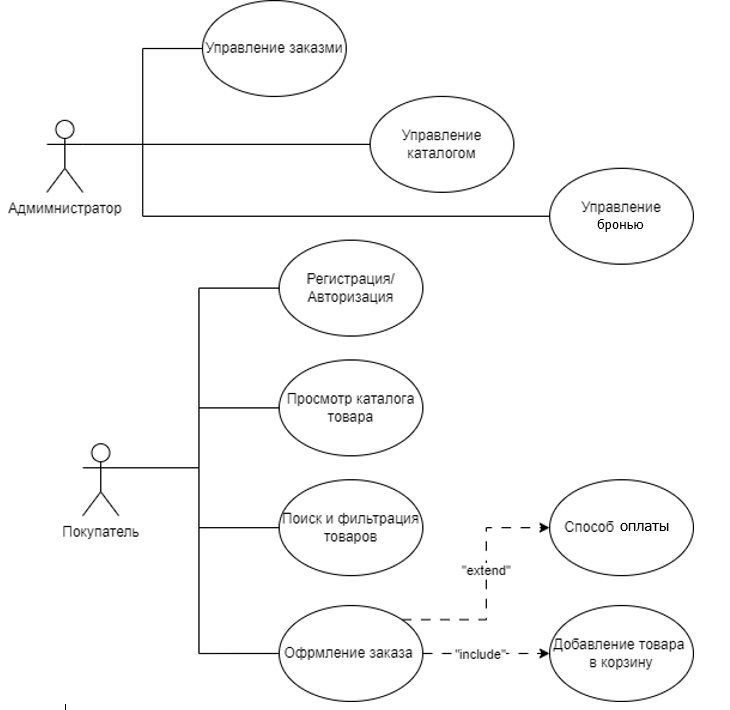 Управление заказми
Управление
каталогом
Адмимнистратор
Управление
бронью
Регистрация/
Авторизация
Просмотр каталога
товара
Покупатель
Поиск и фильтрация
товаров
Способ оплаты
"extend"
Офрмление заказа
"include"
Добавление товара
в корзину